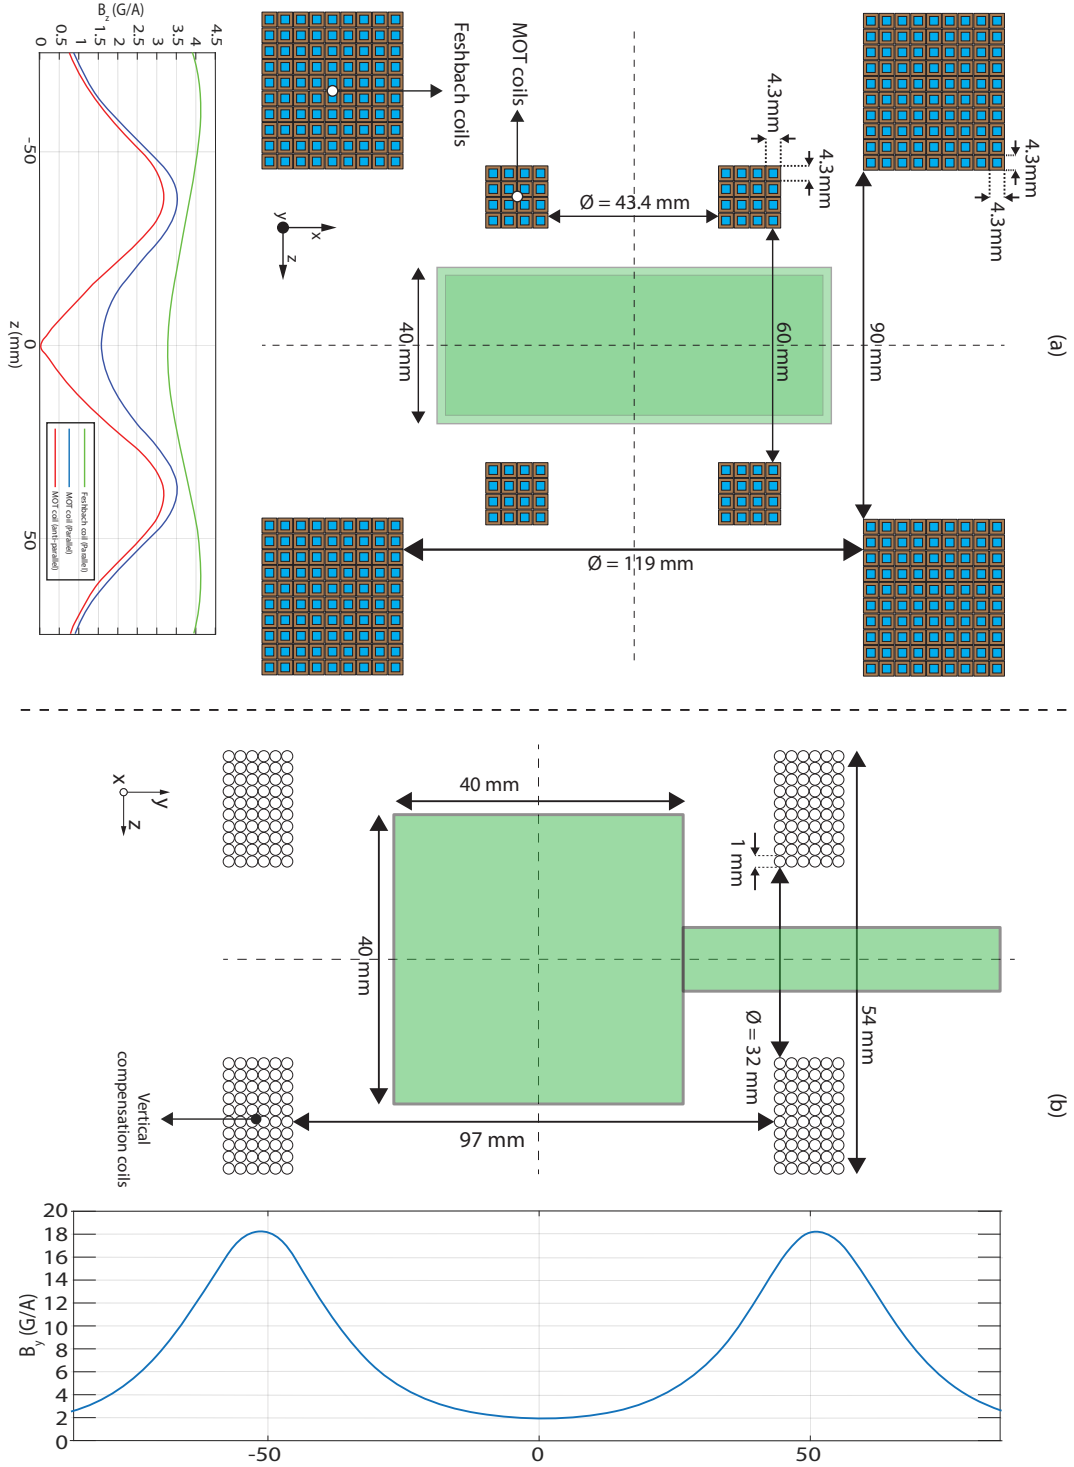 (a)
4.3mm
4.3mm
4.3mm
4.3mm
MOT coils
Feshbach coils
Ø = 43.4 mm
60 mm
90 mm
40 mm
Ø = 119 mm
x
y
z
B_z (G/A)
0
0.5
1
1.5
2
2.5
3
3.5
4
4.5
-50
0
50
z (mm)
Feshbach coil (Parallel)
MOT coil (Parallel)
MOT coil (anti-parallel)
(b)
40 mm
40 mm
1 mm
Ø = 32 mm
54 mm
97 mm
y
x
z
Vertical
compensation coils
B_y (G/A)
20
18
16
14
12
10
8
6
4
2
0
-50
0
50